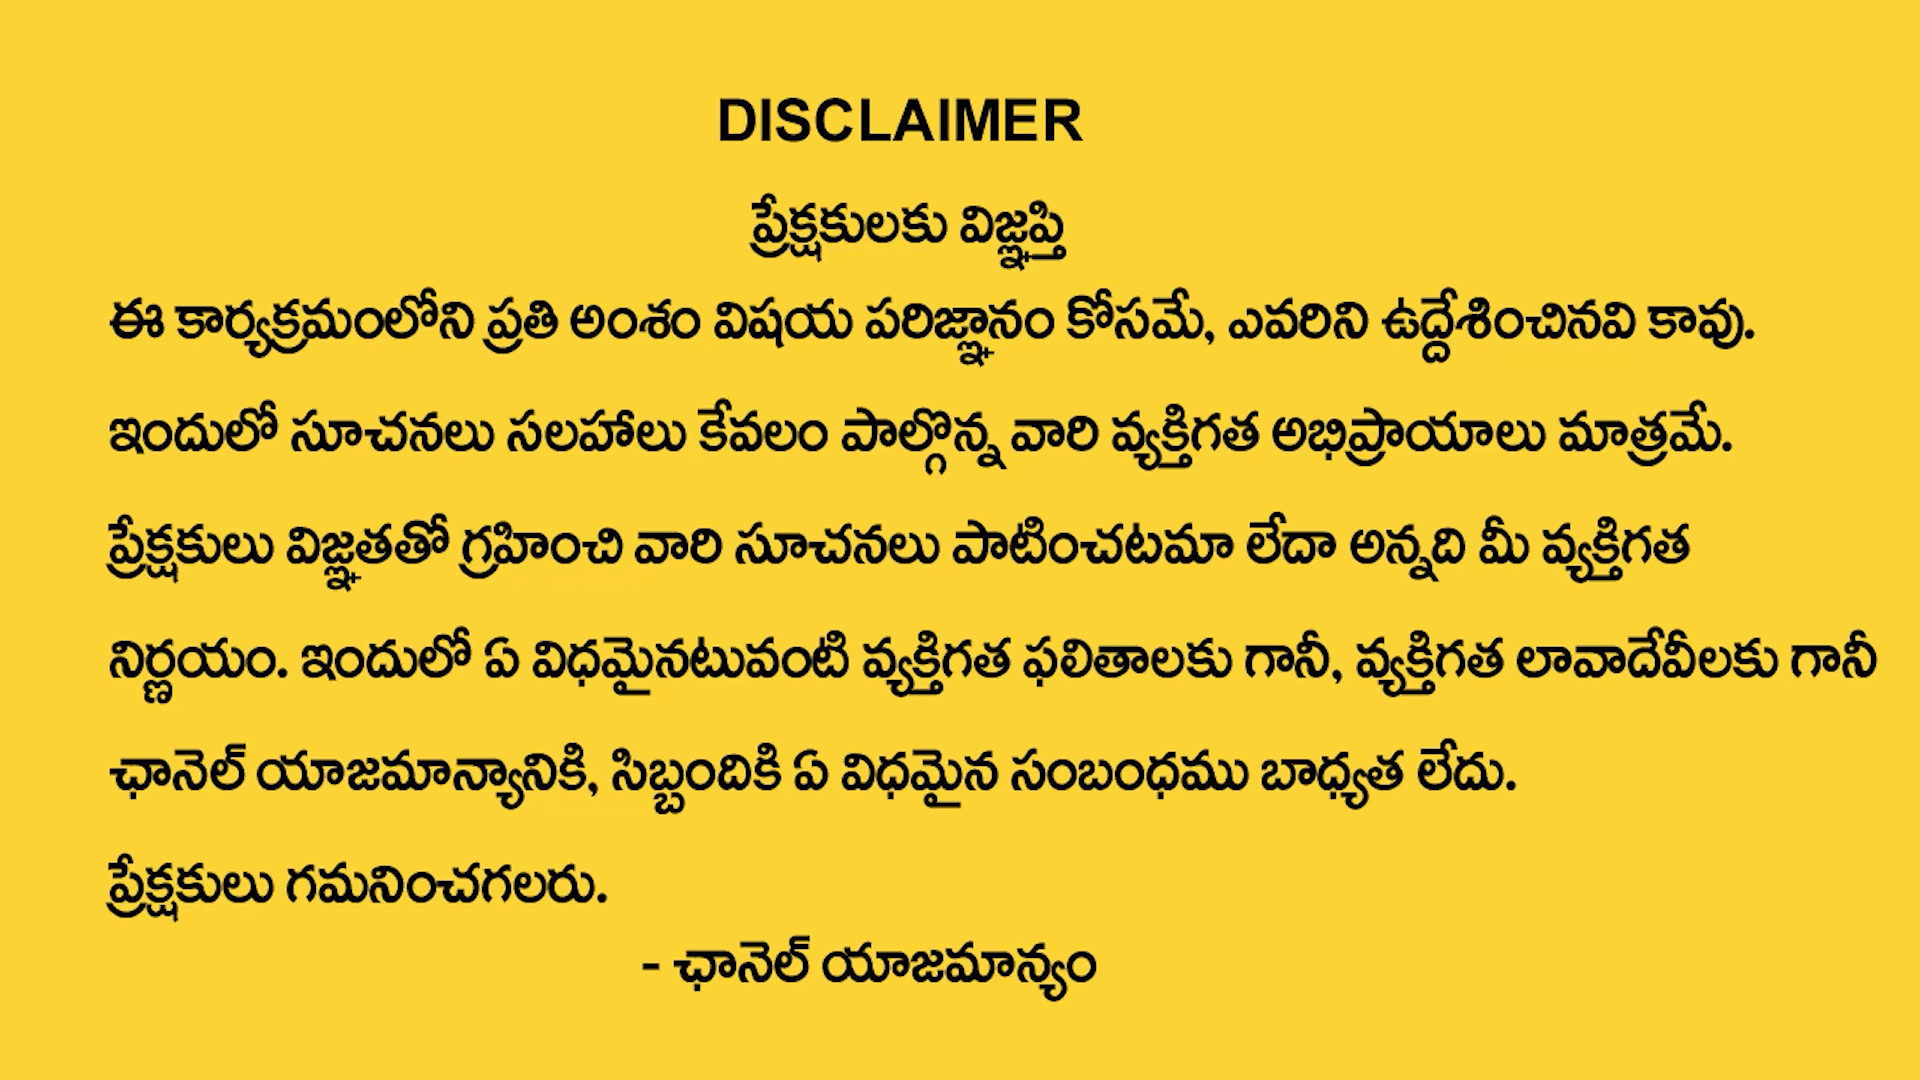 DISCLAIMER
ప్రేక్షకులకు విజ్ఞప్తి
ఈ కార్యక్రమంలోని ప్రతి అంశం విషయ పరిజ్ఞానం కోసమే, ఎవరిని ఉద్దేశించినవి కావు.
ఇందులో సూచనలు సలహాలు కేవలం పాల్గొన్న వారి వ్యక్తిగత అభిప్రాయాలు మాత్రమే.
ప్రేక్షకులు విజ్ఞతతో గ్రహించి వారి సూచనలు పాటించటమా లేదా అన్నది మీ వ్యక్తిగత
నిర్ణయం. ఇందులో ఏ విధమైనటువంటి వ్యక్తిగత ఫలితాలకు గానీ, వ్యక్తిగత లావాదేవీలకు గానీ
ఛానెల్ యాజమాన్యానికి, సిబ్బందికి ఏ విధమైన సంబంధము బాధ్యత లేదు.
ప్రేక్షకులు గమనించగలరు.
- ఛానెల్ యాజమాన్యం